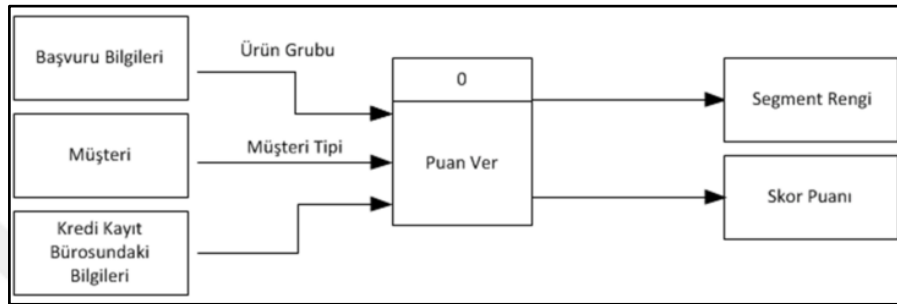 Başvuru Bilgileri
Ürün Grubu
Müşteri
Müşteri Tipi
Kredi Kayıt
Bürosundaki
Bilgileri
0
Puan Ver
Segment Rengi
Skor Puanı